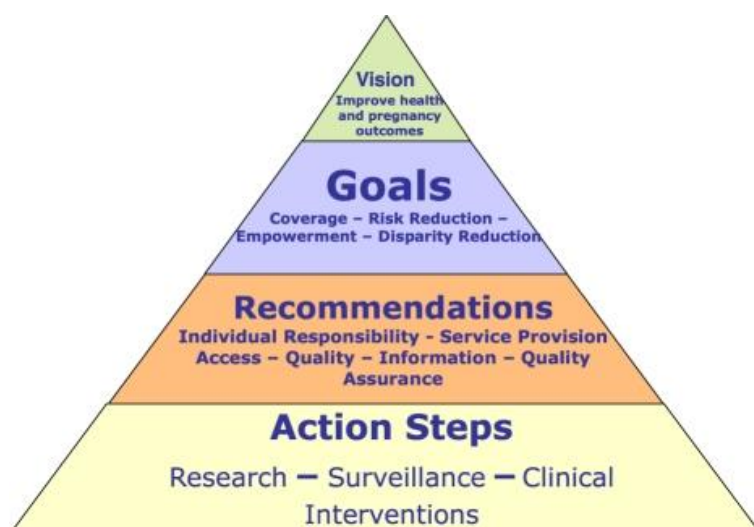 Vision
Improve health
and pregnancy
outcomes
Goals
Coverage – Risk Reduction –
Empowerment – Disparity Reduction
Recommendations
Individual Responsibility - Service Provision
Access – Quality – Information – Quality
Assurance
Action Steps
Research – Surveillance – Clinical
Interventions